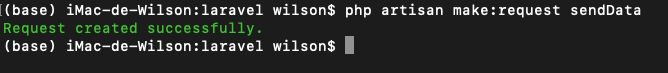 (base) iMac-de-Wilson:laravel wilson$ php artisan make:request sendData
Request created successfully.
(base) iMac-de-Wilson:laravel wilson$